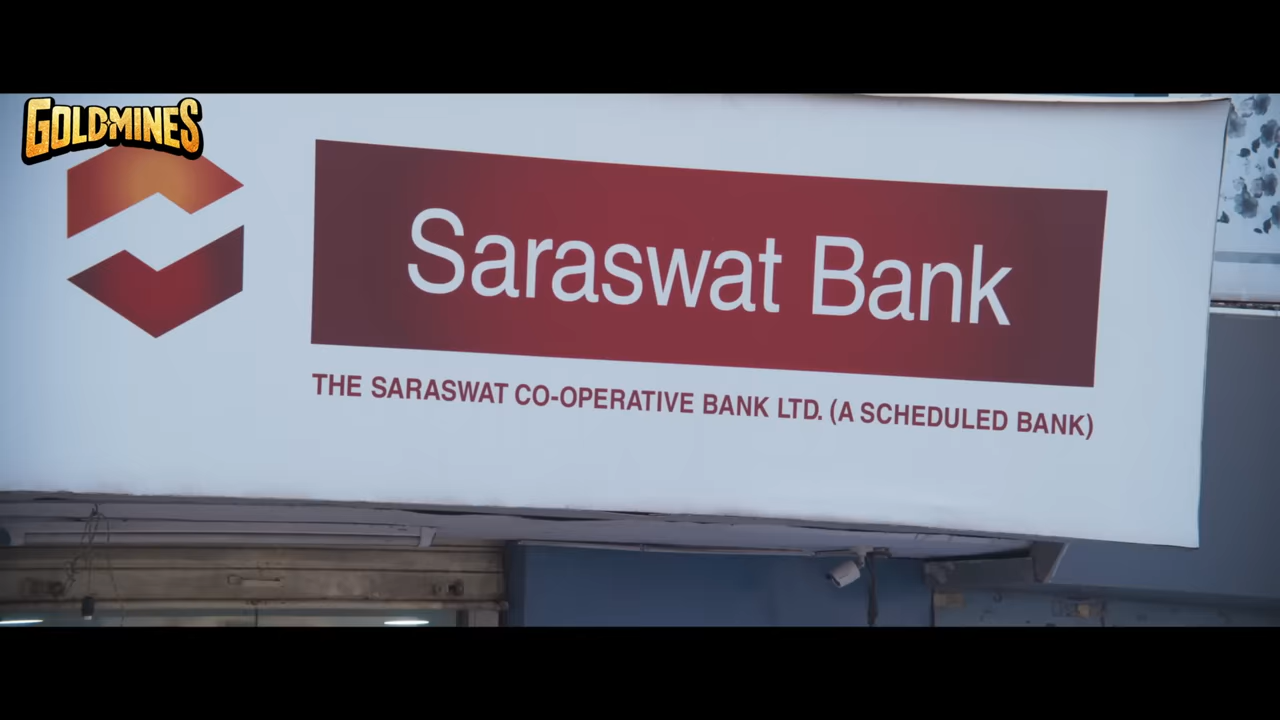 GOLDMINES
Saraswat Bank
THE SARASWAT CO-OPERATIVE BANK LTD. (A SCHEDULED BANK)